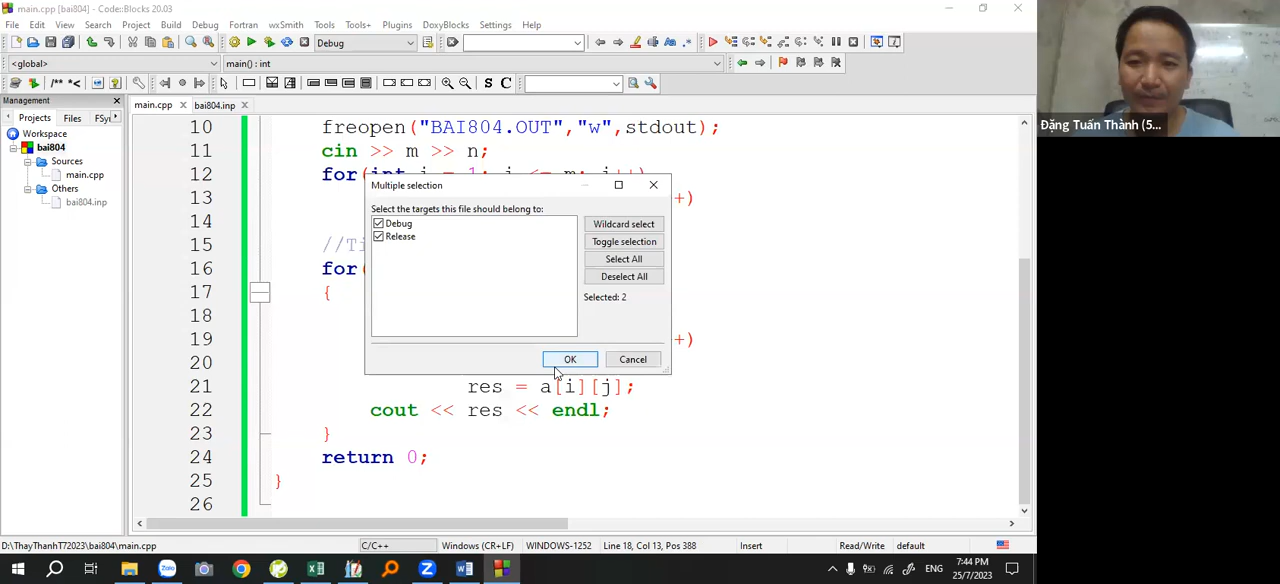 main.cpp [bai804] - Code::Blocks 20.03
File Edit View Search Project Build Debug Fortran wxSmith Tools Tools+ Plugins DoxyBlocks Settings Help
Debug
<global>
main() : int
/** *<
S C
Management
main.cpp
bai804.inp
Projects Files FSy
Workspace
bai804
Sources
main.cpp
Others
bai804.inp
10 freopen("BAI804.OUT","w",stdout);
11 cin >> m >> n;
12 for(int i = 1; i <= m; i++)
13 +)
14
15 //Ti
16 for(
17 {
18
19 +)
20
21 res = a[i][j];
22 cout << res << endl;
23 }
24 return 0;
25 }
26
Multiple selection
Select the targets this file should belong to:
Debug
Release
Wildcard select
Toggle selection
Select All
Deselect All
Selected: 2
OK
Cancel
Đặng Tuấn Thành (5...
D:\ThayThanhT72023\bai804\main.cpp C/C++ Windows (CR+LF) WINDOWS-1252 Line 18, Col 13, Pos 388 Insert Read/Write default
Zalo
ENG
7:44 PM
25/7/2023